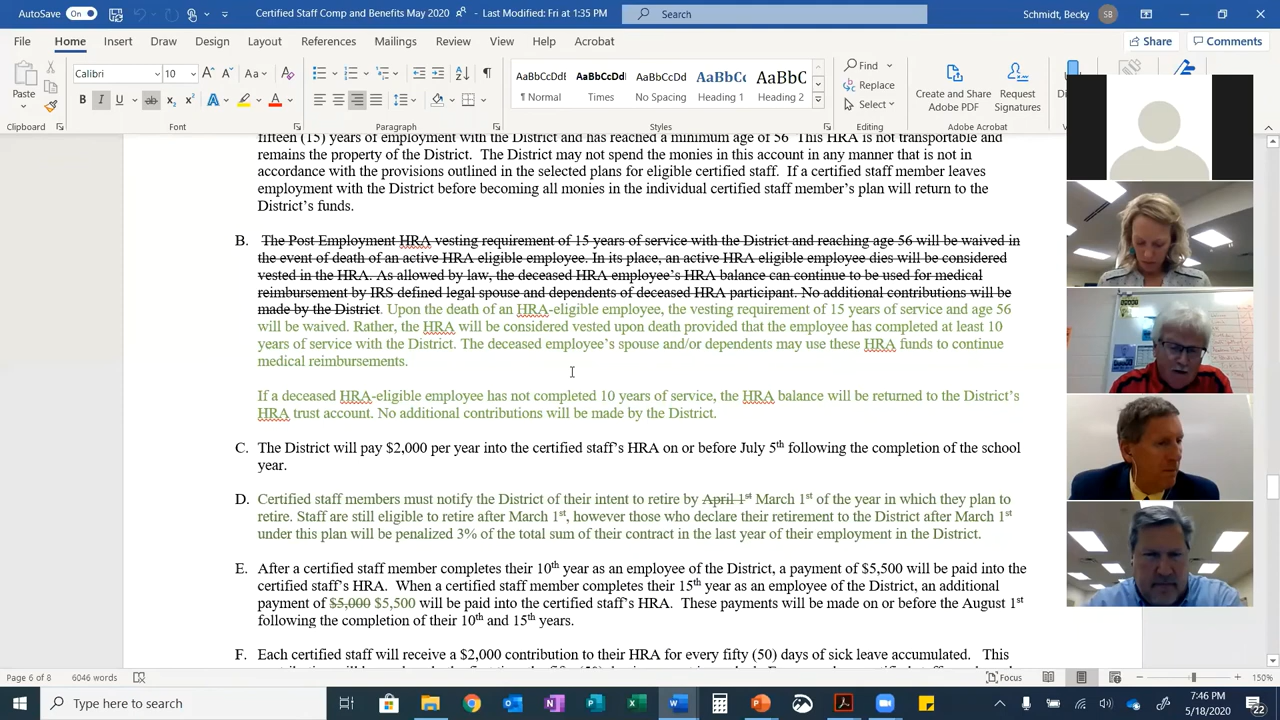 AutoSave On Updates from May 1, 2020 - Last Modified: Fri at 1:35 PM Search Schmidt, Becky SB
File Home Insert Draw Design Layout References Mailings Review View Help Acrobat Share Comments
Calibri 10 Aa Find
Paste AaBbCcDdE AaBbCcDdI AaBbCcDdI AaBbCc AaBbC Replace Create and Share Request
B I U ab x2 x2 A A ¶ Normal Times No Spacing Heading 1 Heading 2 Select Adobe PDF Signatures
Clipboard Font Paragraph Styles Editing Adobe Acrobat
fifteen (15) years of employment with the District and has reached a minimum age of 56 This HRA is not transportable and
remains the property of the District. The District may not spend the monies in this account in any manner that is not in
accordance with the provisions outlined in the selected plans for eligible certified staff. If a certified staff member leaves
employment with the District before becoming all monies in the individual certified staff member's plan will return to the
District's funds.
B. The Post Employment HRA vesting requirement of 15 years of service with the District and reaching age 56 will be waived in
the event of death of an active HRA eligible employee. In its place, an active HRA eligible employee dies will be considered
vested in the HRA. As allowed by law, the deceased HRA employee's HRA balance can continue to be used for medical
reimbursement by IRS defined legal spouse and dependents of deceased HRA participant. No additional contributions will be
made by the District. Upon the death of an HRA-eligible employee, the vesting requirement of 15 years of service and age 56
will be waived. Rather, the HRA will be considered vested upon death provided that the employee has completed at least 10
years of service with the District. The deceased employee's spouse and/or dependents may use these HRA funds to continue
medical reimbursements.
If a deceased HRA-eligible employee has not completed 10 years of service, the HRA balance will be returned to the District's
HRA trust account. No additional contributions will be made by the District.
C. The District will pay $2,000 per year into the certified staff's HRA on or before July 5th following the completion of the school
year.
D. Certified staff members must notify the District of their intent to retire by April 1st March 1st of the year in which they plan to
retire. Staff are still eligible to retire after March 1st, however those who declare their retirement to the District after March 1st
under this plan will be penalized 3% of the total sum of their contract in the last year of their employment in the District.
E. After a certified staff member completes their 10th year as an employee of the District, a payment of $5,500 will be paid into the
certified staff's HRA. When a certified staff member completes their 15th year as an employee of the District, an additional
payment of $5,000 $5,500 will be paid into the certified staff's HRA. These payments will be made on or before the August 1st
following the completion of their 10th and 15th years.
F. Each certified staff will receive a $2,000 contribution to their HRA for every fifty (50) days of sick leave accumulated. This
Page 6 of 8 6046 words Focus 150%
Type here to search 7:46 PM
5/18/2020 22